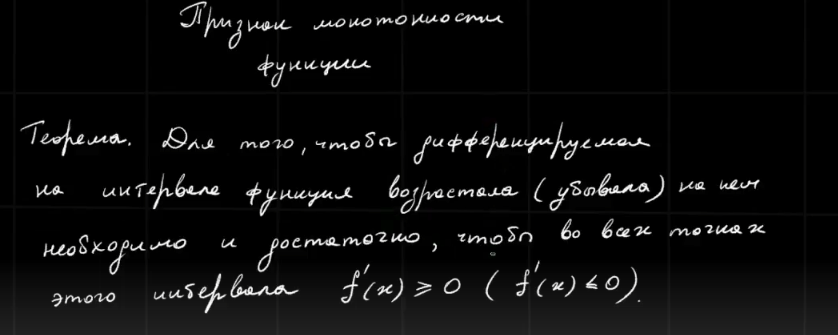 Признак монотонности
функции
Теорема. Для того, чтобы дифференцируемая
на интервале функция возрастала (убывала) на нем
необходимо и достаточно, чтобы во всех точках
этого интервала f'(x) ⩾ 0 ( f'(x) ≤ 0).